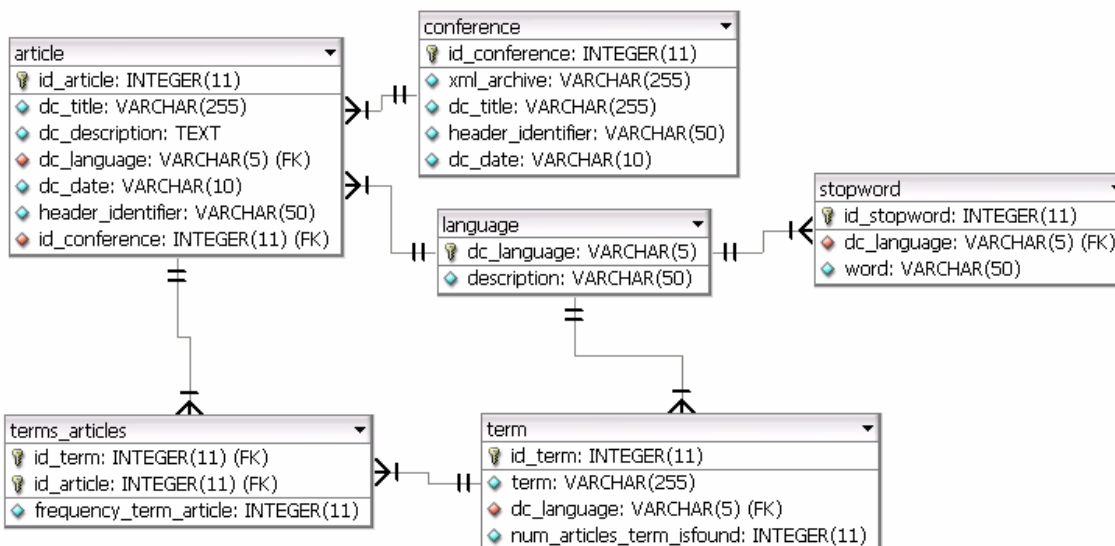 article
id_article: INTEGER(11)
dc_title: VARCHAR(255)
dc_description: TEXT
dc_language: VARCHAR(5) (FK)
dc_date: VARCHAR(10)
header_identifier: VARCHAR(50)
id_conference: INTEGER(11) (FK)
conference
id_conference: INTEGER(11)
xml_archive: VARCHAR(255)
dc_title: VARCHAR(255)
header_identifier: VARCHAR(50)
dc_date: VARCHAR(10)
language
dc_language: VARCHAR(5)
description: VARCHAR(50)
stopword
id_stopword: INTEGER(11)
dc_language: VARCHAR(5) (FK)
word: VARCHAR(50)
terms_articles
id_term: INTEGER(11) (FK)
id_article: INTEGER(11) (FK)
frequency_term_article: INTEGER(11)
term
id_term: INTEGER(11)
term: VARCHAR(255)
dc_language: VARCHAR(5) (FK)
num_articles_term_isfound: INTEGER(11)